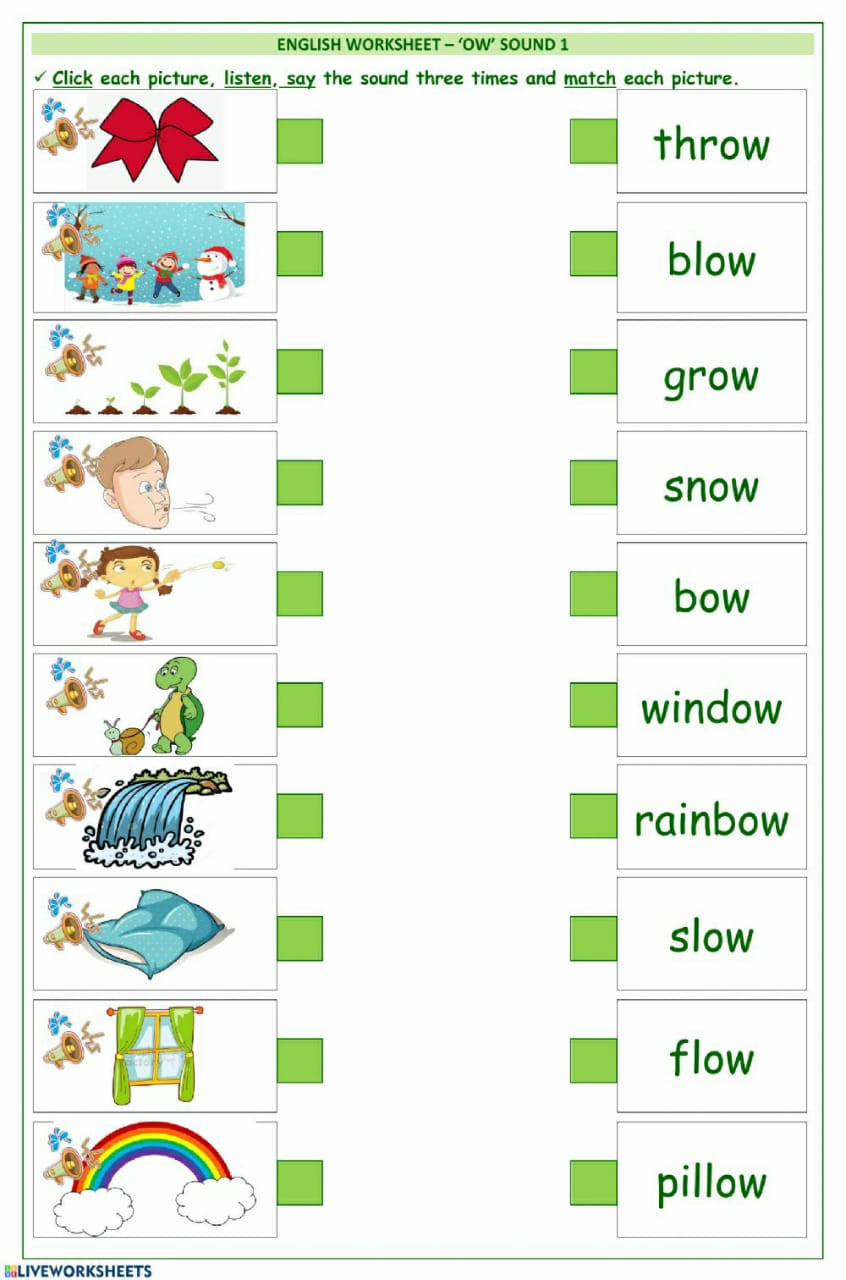 ENGLISH WORKSHEET – ‘OW’ SOUND 1
✓ Click each picture, listen, say the sound three times and match each picture.
throw
blow
grow
snow
bow
window
rainbow
slow
flow
pillow
LIVEWORKSHEETS